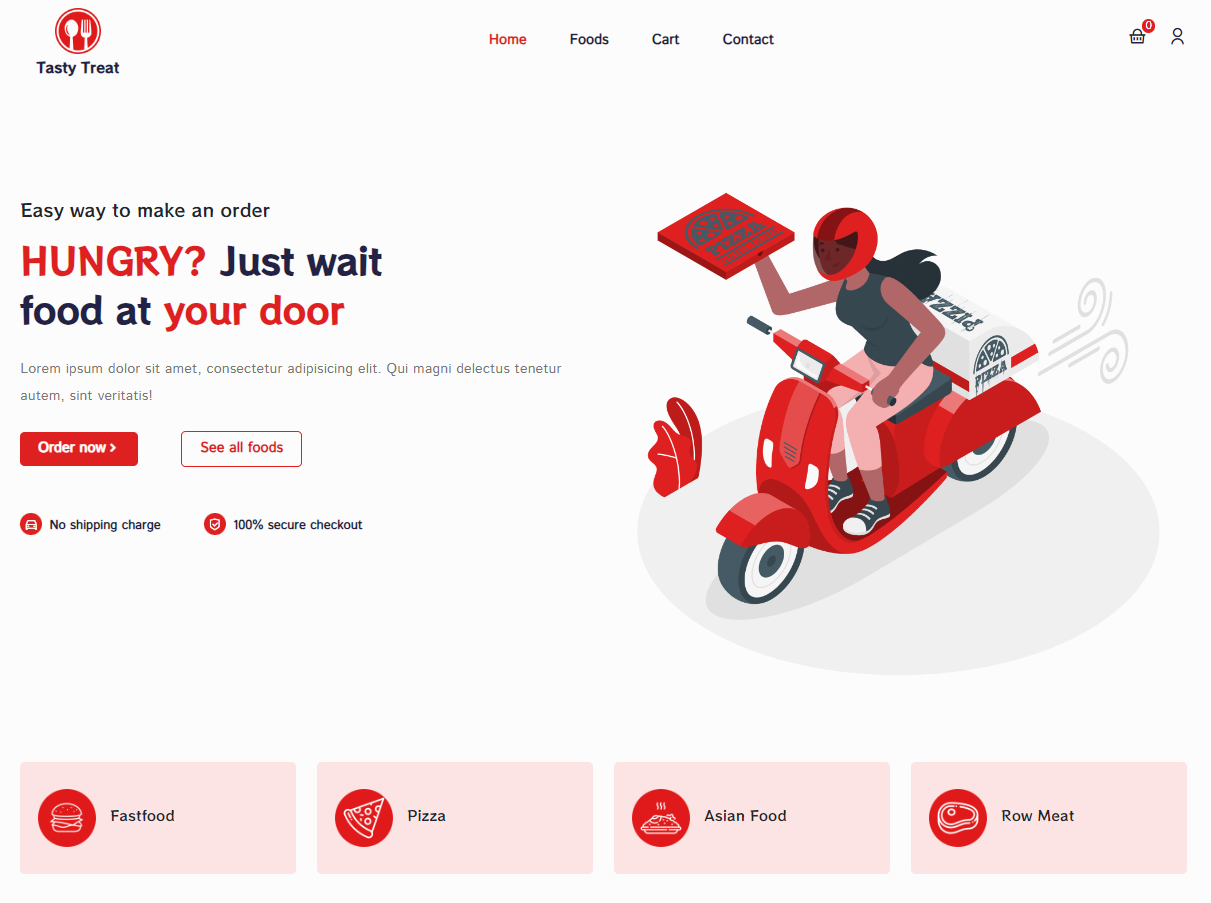 Tasty Treat
Home Foods Cart Contact
0
Easy way to make an order
HUNGRY? Just wait
food at your door
Lorem ipsum dolor sit amet, consectetur adipisicing elit. Qui magni delectus tenetur
autem, sint veritatis!
Order now > See all foods
No shipping charge 100% secure checkout
PIZZA
PIZZA
PIZZA
Fastfood Pizza Asian Food Row Meat